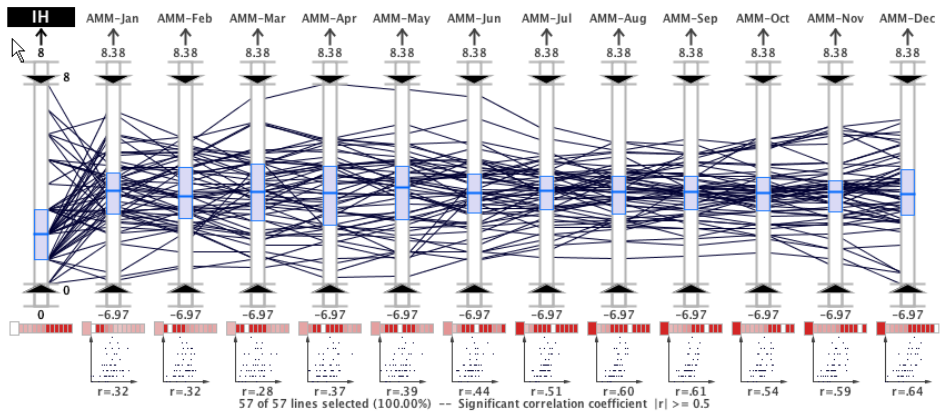 IH AMM-Jan AMM-Feb AMM-Mar AMM-Apr AMM-May AMM-Jun AMM-Jul AMM-Aug AMM-Sep AMM-Oct AMM-Nov AMM-Dec
8 8.38 8.38 8.38 8.38 8.38 8.38 8.38 8.38 8.38 8.38 8.38 8.38
8
0
0 -6.97 -6.97 -6.97 -6.97 -6.97 -6.97 -6.97 -6.97 -6.97 -6.97 -6.97 -6.97
r=.32 r=.32 r=.28 r=.37 r=.39 r=.44 r=.51 r=.60 r=.61 r=.54 r=.59 r=.64
57 of 57 lines selected (100.00%) -- Significant correlation coefficient |r| >= 0.5